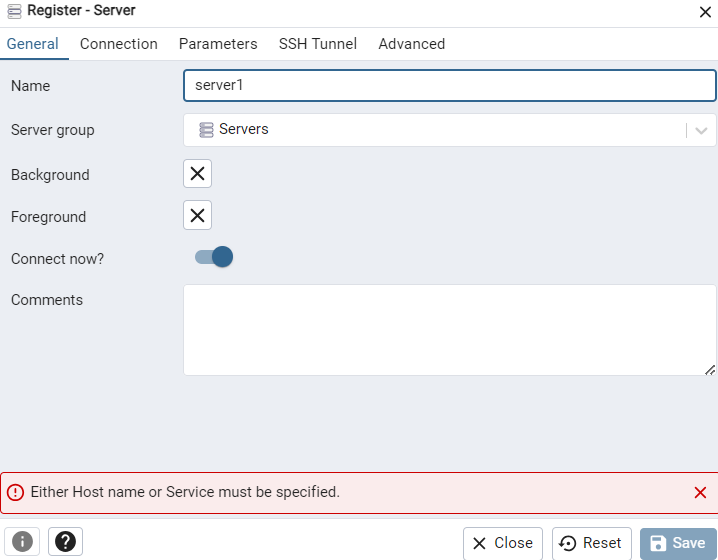 Register - Server
General Connection Parameters SSH Tunnel Advanced
Name server1
Server group Servers
Background
Foreground
Connect now?
Comments
Either Host name or Service must be specified.
Close Reset Save